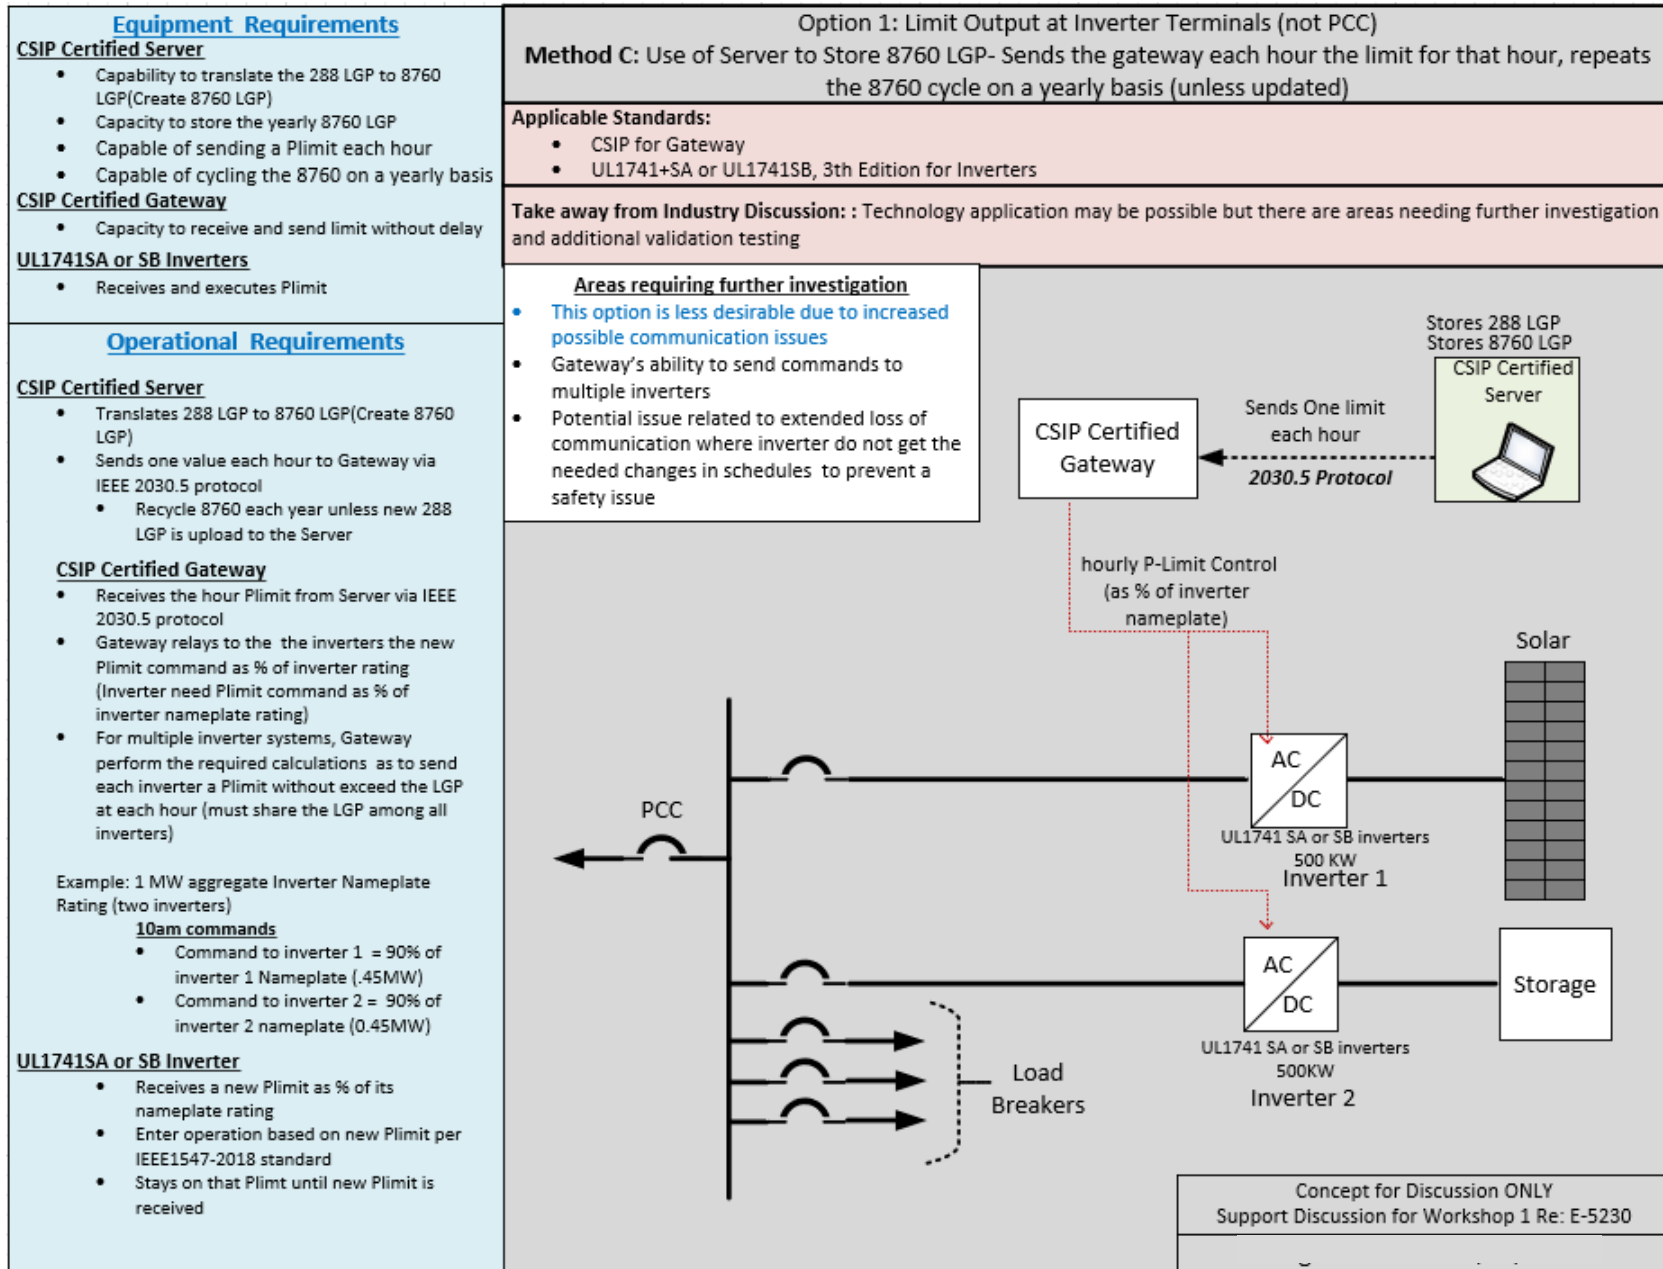 Equipment Requirements
CSIP Certified Server
• Capability to translate the 288 LGP to 8760
LGP(Create 8760 LGP)
• Capacity to store the yearly 8760 LGP
• Capable of sending a Plimit each hour
• Capable of cycling the 8760 on a yearly basis
CSIP Certified Gateway
• Capacity to receive and send limit without delay
UL1741SA or SB Inverters
• Receives and executes Plimit
Operational Requirements
CSIP Certified Server
• Translates 288 LGP to 8760 LGP(Create 8760
LGP)
• Sends one value each hour to Gateway via
IEEE 2030.5 protocol
• Recycle 8760 each year unless new 288
LGP is upload to the Server
CSIP Certified Gateway
• Receives the hour Plimit from Server via IEEE
2030.5 protocol
• Gateway relays to the the inverters the new
Plimit command as % of inverter rating
(Inverter need Plimit command as % of
inverter nameplate rating)
• For multiple inverter systems, Gateway
perform the required calculations as to send
each inverter a Plimit without exceed the LGP
at each hour (must share the LGP among all
inverters)
Example: 1 MW aggregate Inverter Nameplate
Rating (two inverters)
10am commands
• Command to inverter 1 = 90% of
inverter 1 Nameplate (.45MW)
• Command to inverter 2 = 90% of
inverter 2 nameplate (0.45MW)
UL1741SA or SB Inverter
• Receives a new Plimit as % of its
nameplate rating
• Enter operation based on new Plimit per
IEEE1547-2018 standard
• Stays on that Plimt until new Plimit is
received
Option 1: Limit Output at Inverter Terminals (not PCC)
Method C: Use of Server to Store 8760 LGP- Sends the gateway each hour the limit for that hour, repeats
the 8760 cycle on a yearly basis (unless updated)
Applicable Standards:
• CSIP for Gateway
• UL1741+SA or UL1741SB, 3th Edition for Inverters
Take away from Industry Discussion: : Technology application may be possible but there are areas needing further investigation
and additional validation testing
Areas requiring further investigation
• This option is less desirable due to increased
possible communication issues
• Gateway's ability to send commands to
multiple inverters
• Potential issue related to extended loss of
communication where inverter do not get the
needed changes in schedules to prevent a
safety issue
Stores 288 LGP
Stores 8760 LGP
CSIP Certified
Server
Sends One limit
each hour
2030.5 Protocol
CSIP Certified
Gateway
hourly P-Limit Control
(as % of inverter
nameplate)
Solar
AC
DC
UL1741 SA or SB inverters
500 KW
Inverter 1
PCC
AC
DC
Storage
UL1741 SA or SB inverters
500KW
Inverter 2
Load
Breakers
Concept for Discussion ONLY
Support Discussion for Workshop 1 Re: E-5230